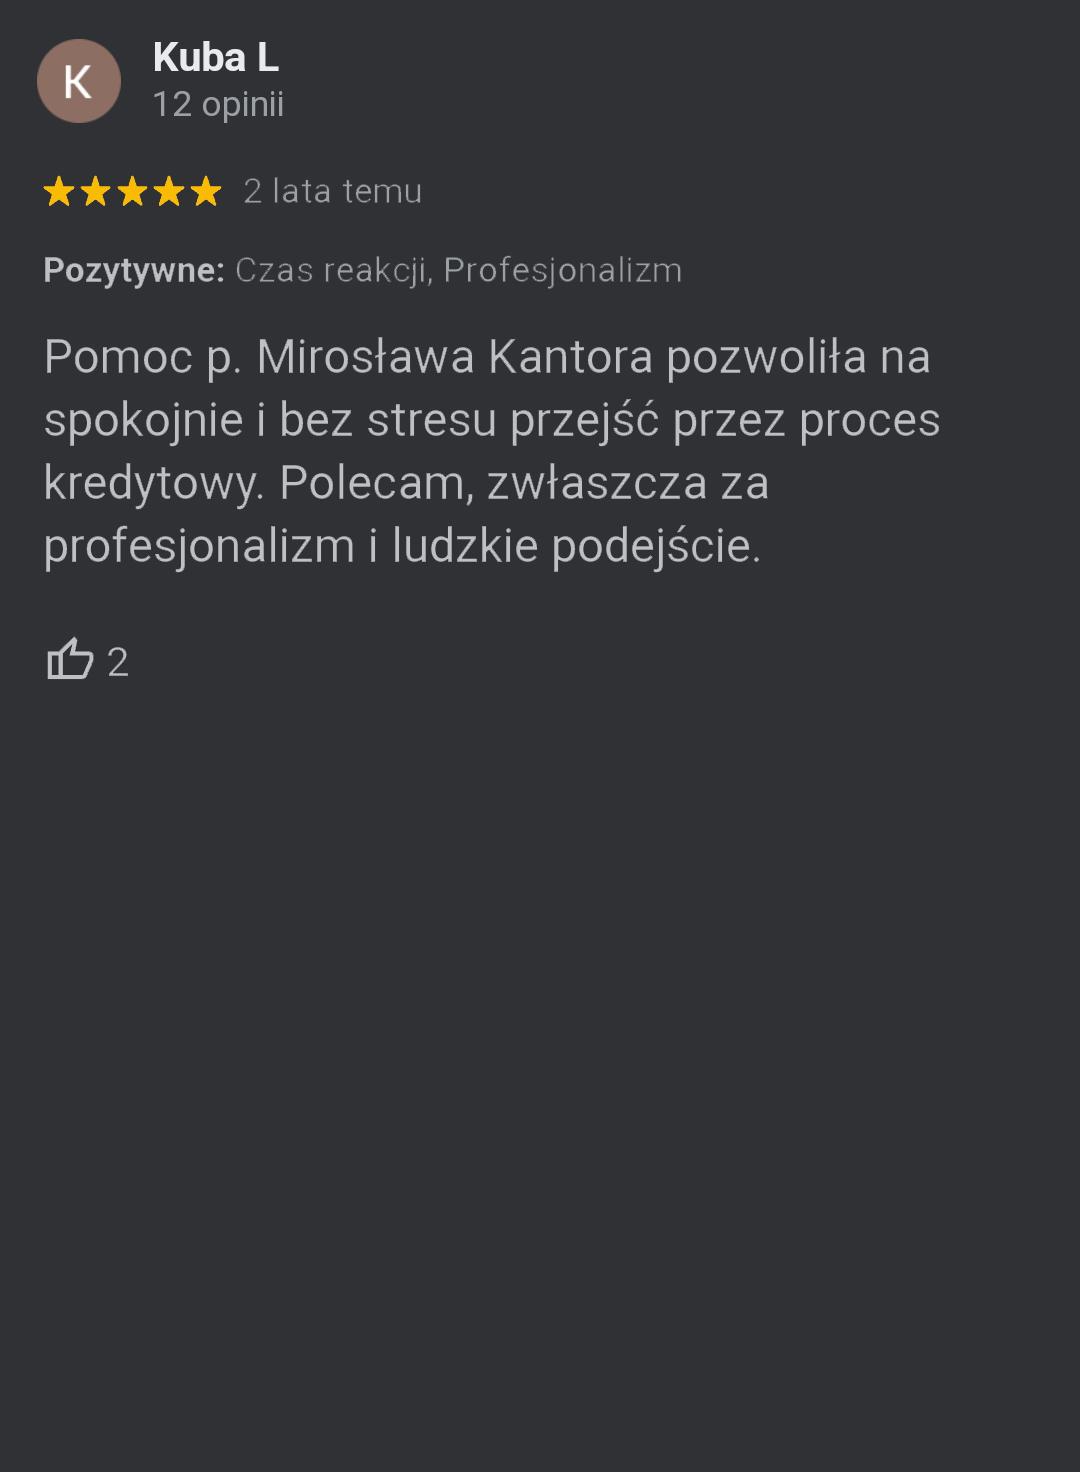 K
Kuba L
12 opinii
2 lata temu
Pozytywne: Czas reakcji, Profesjonalizm
Pomoc p. Mirosława Kantora pozwoliła na
spokojnie i bez stresu przejść przez proces
kredytowy. Polecam, zwłaszcza za
profesjonalizm i ludzkie podejście.
2